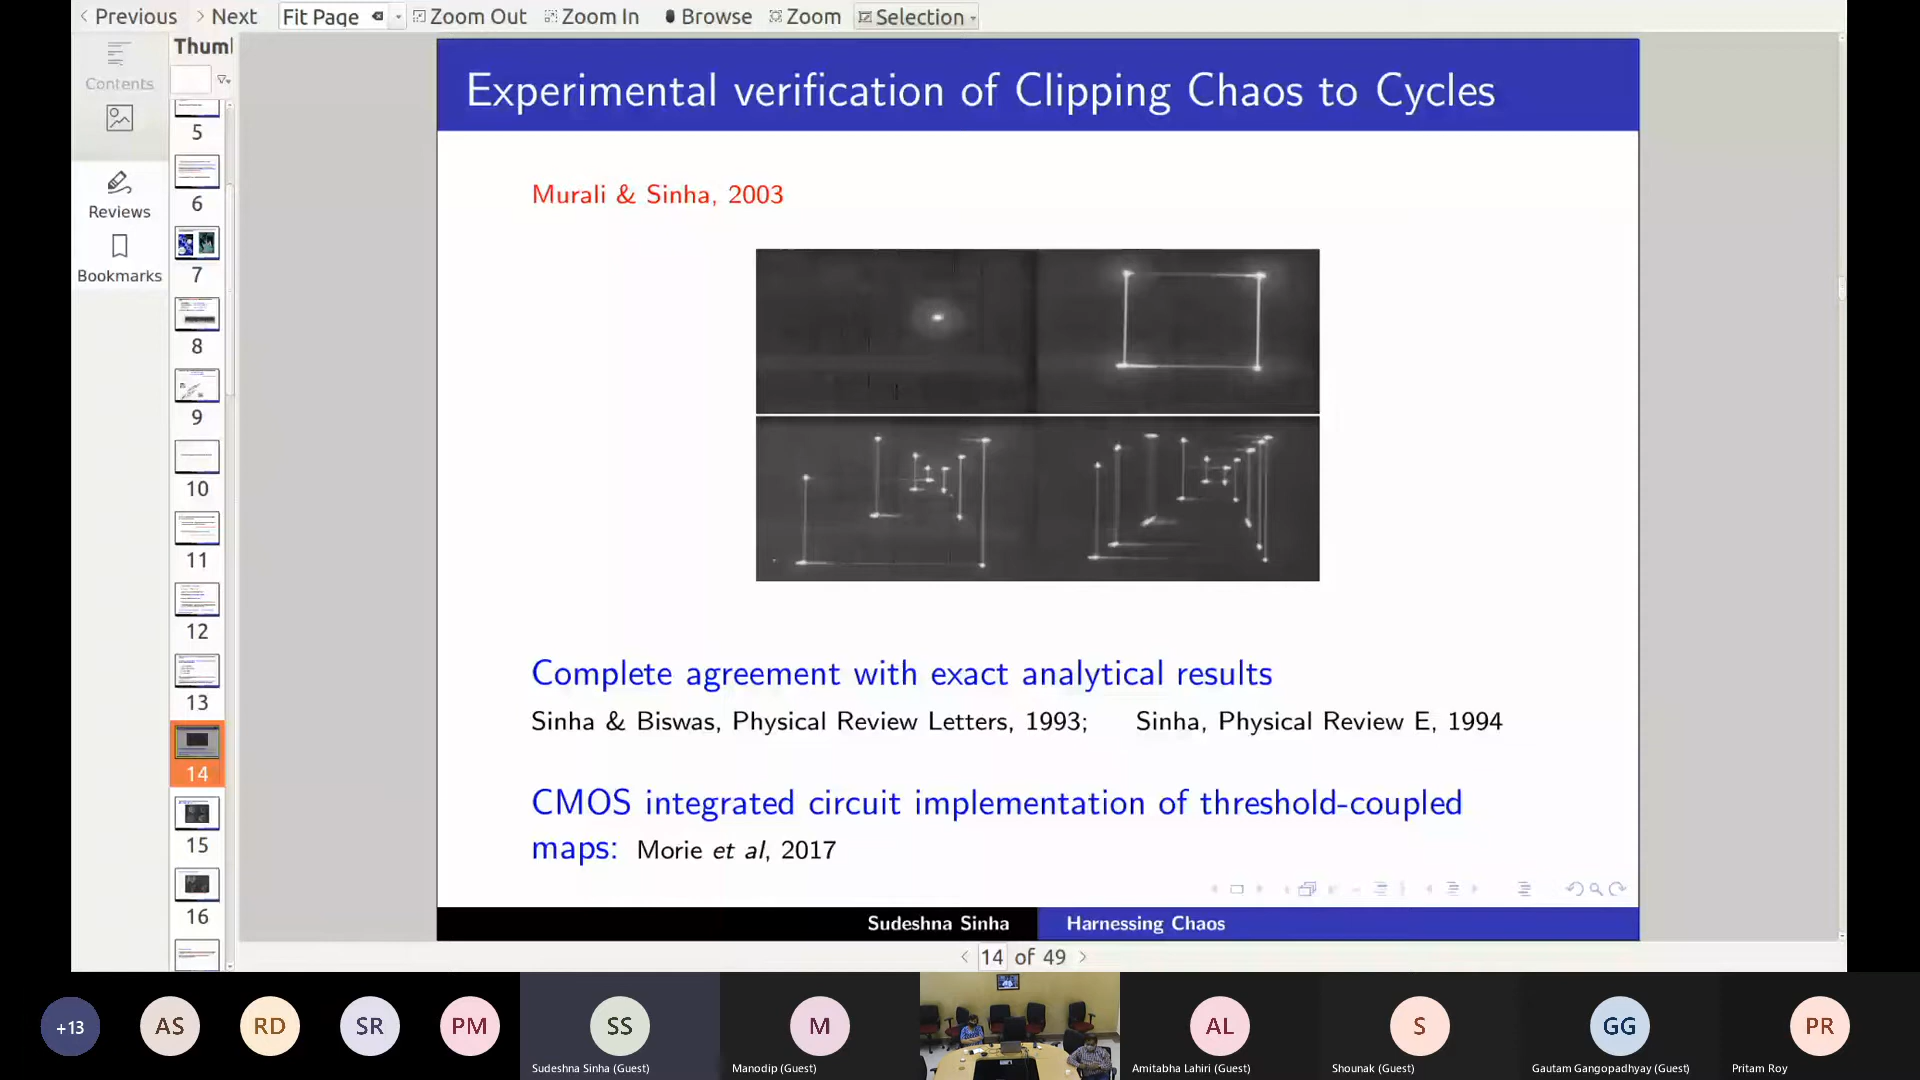 Previous Next Fit Page Zoom Out Zoom In Browse Zoom Selection
Thum
Contents
Reviews
Bookmarks
5
6
7
8
9
10
11
12
13
14
15
16
Experimental verification of Clipping Chaos to Cycles
Murali & Sinha, 2003
Complete agreement with exact analytical results
Sinha & Biswas, Physical Review Letters, 1993; Sinha, Physical Review E, 1994
CMOS integrated circuit implementation of threshold-coupled
maps: Morie et al, 2017
Sudeshna Sinha Harnessing Chaos
14 of 49
+13 AS RD SR PM SS M AL S GG PR
Sudeshna Sinha (Guest) Manodip (Guest) Amitabha Lahiri (Guest) Shounak (Guest) Gautam Gangopadhyay (Guest) Pritam Roy